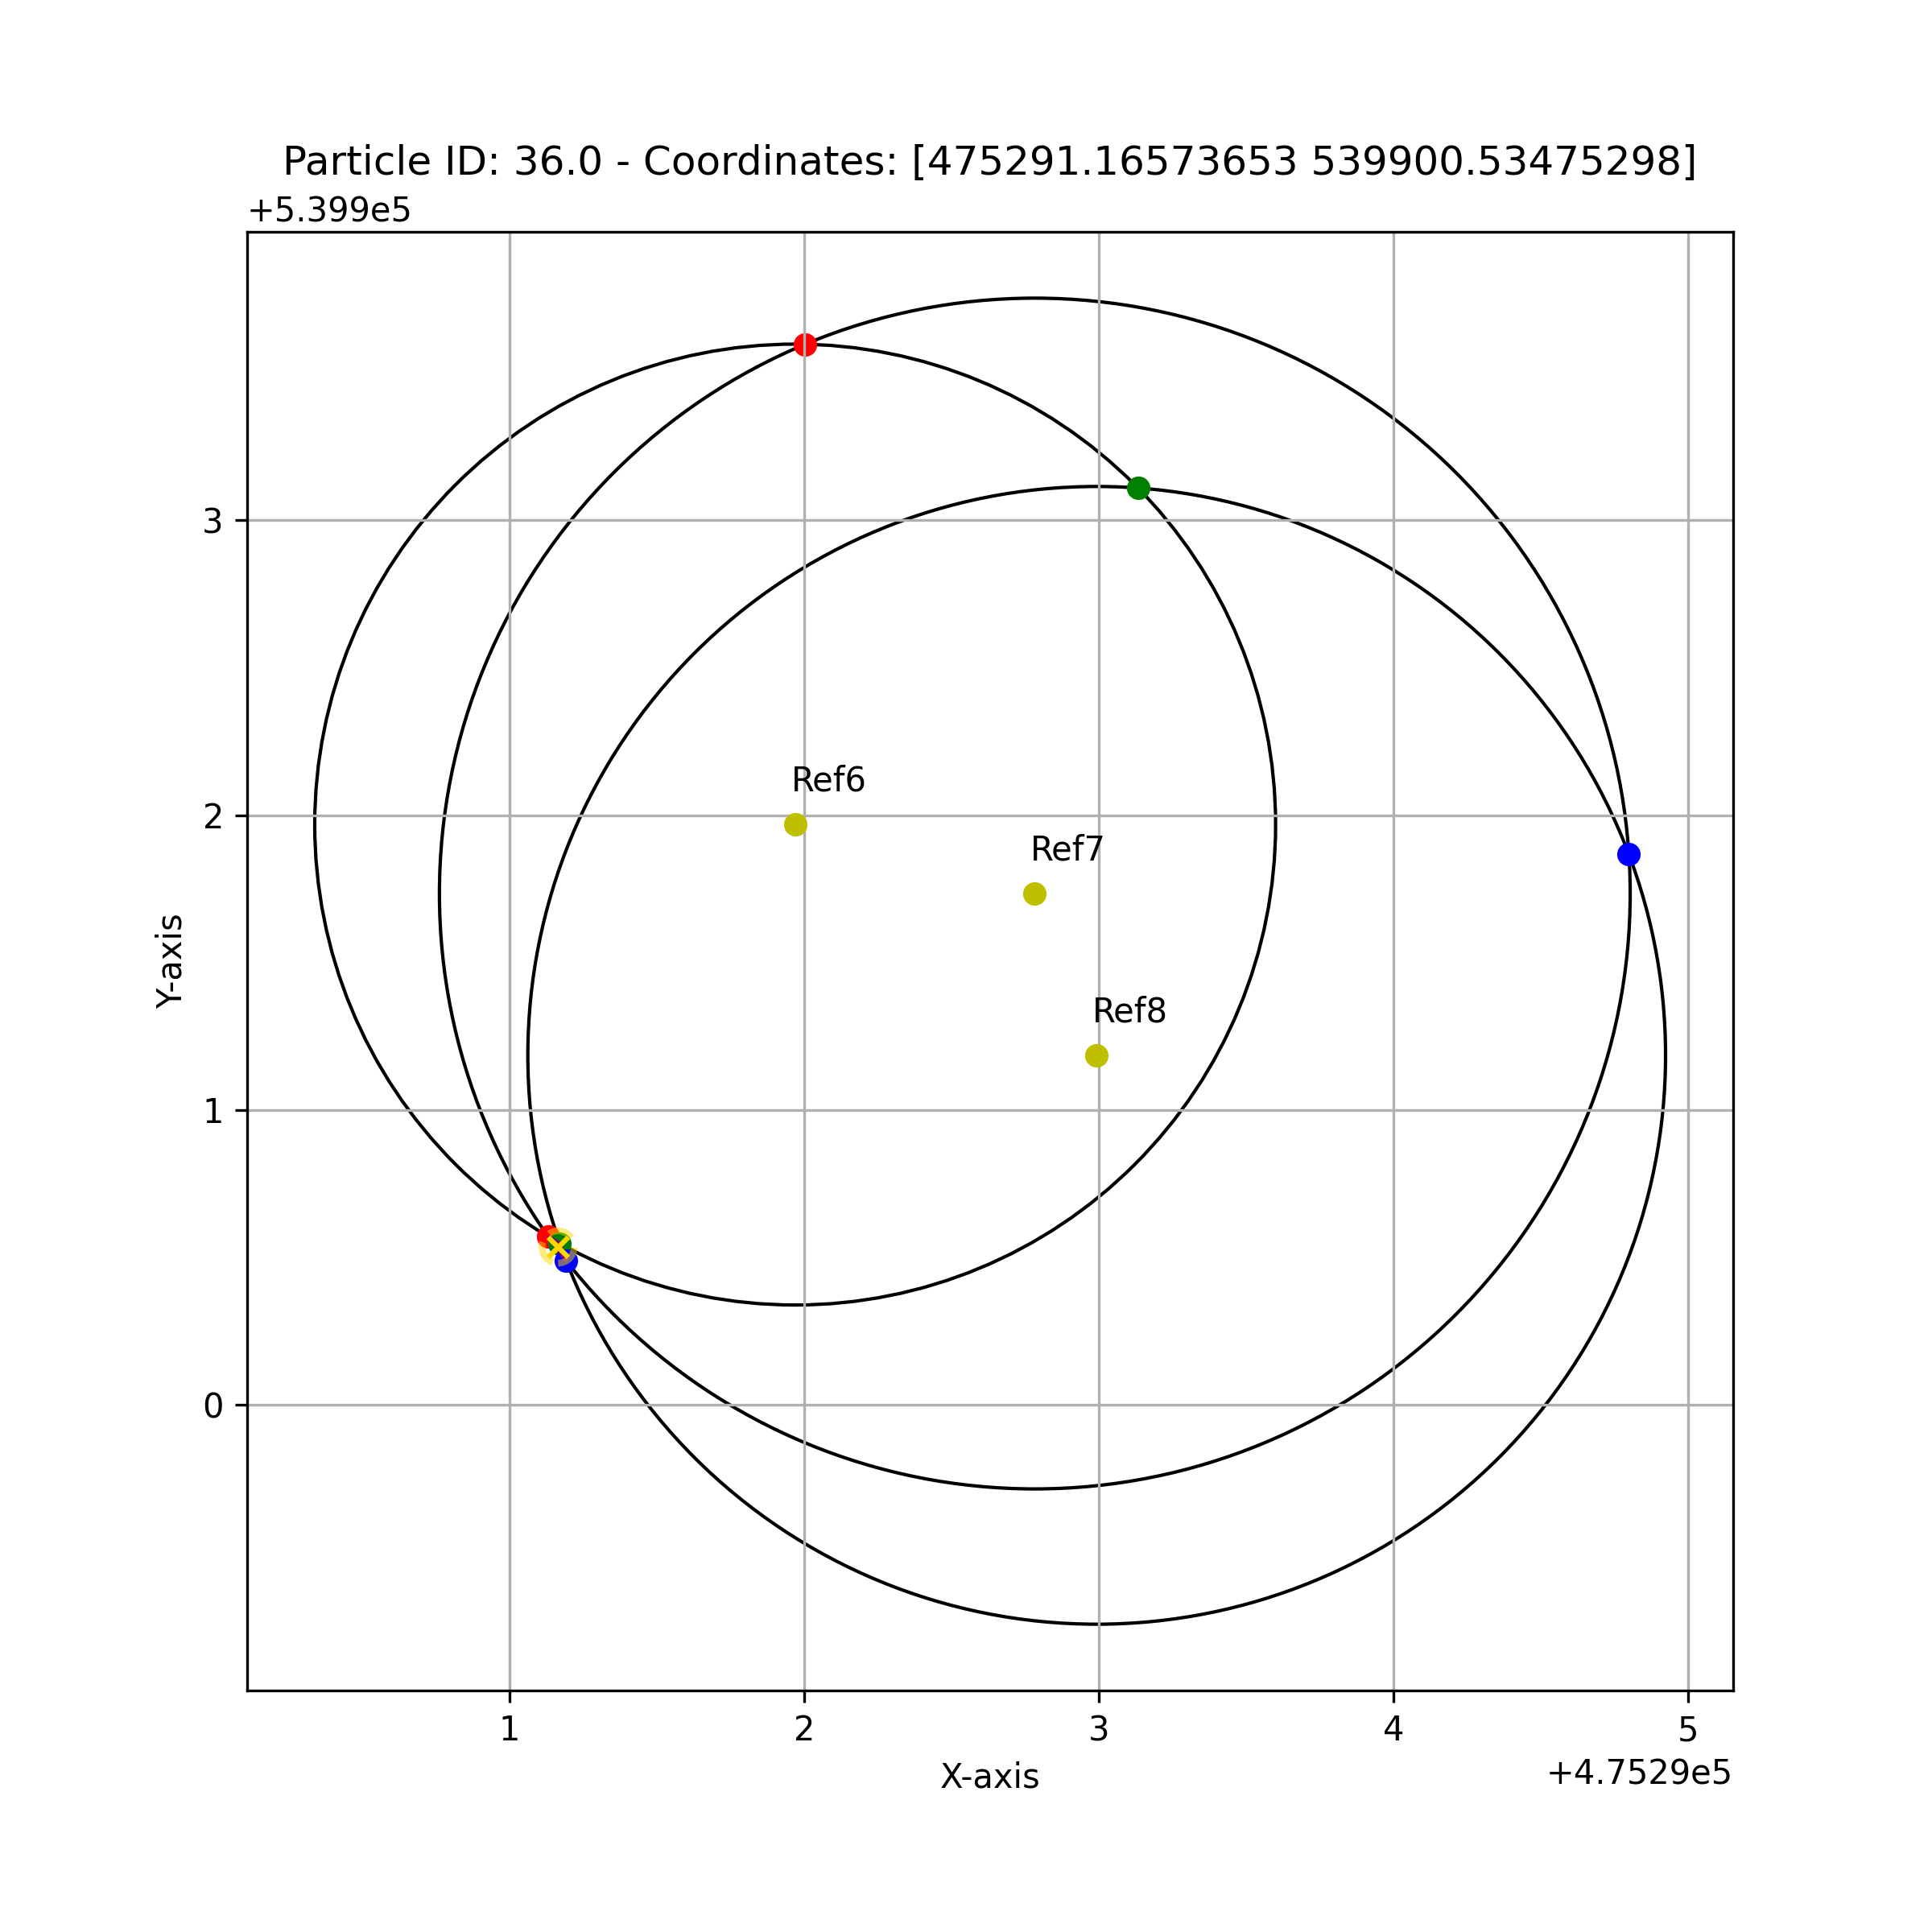 Particle ID: 36.0 - Coordinates: [475291.16573653 539900.53475298]
+5.399e5
3
Ref6
2
Ref7
Y-axis
Ref8
1
0
1 2 3 4 5
X-axis
+4.7529e5